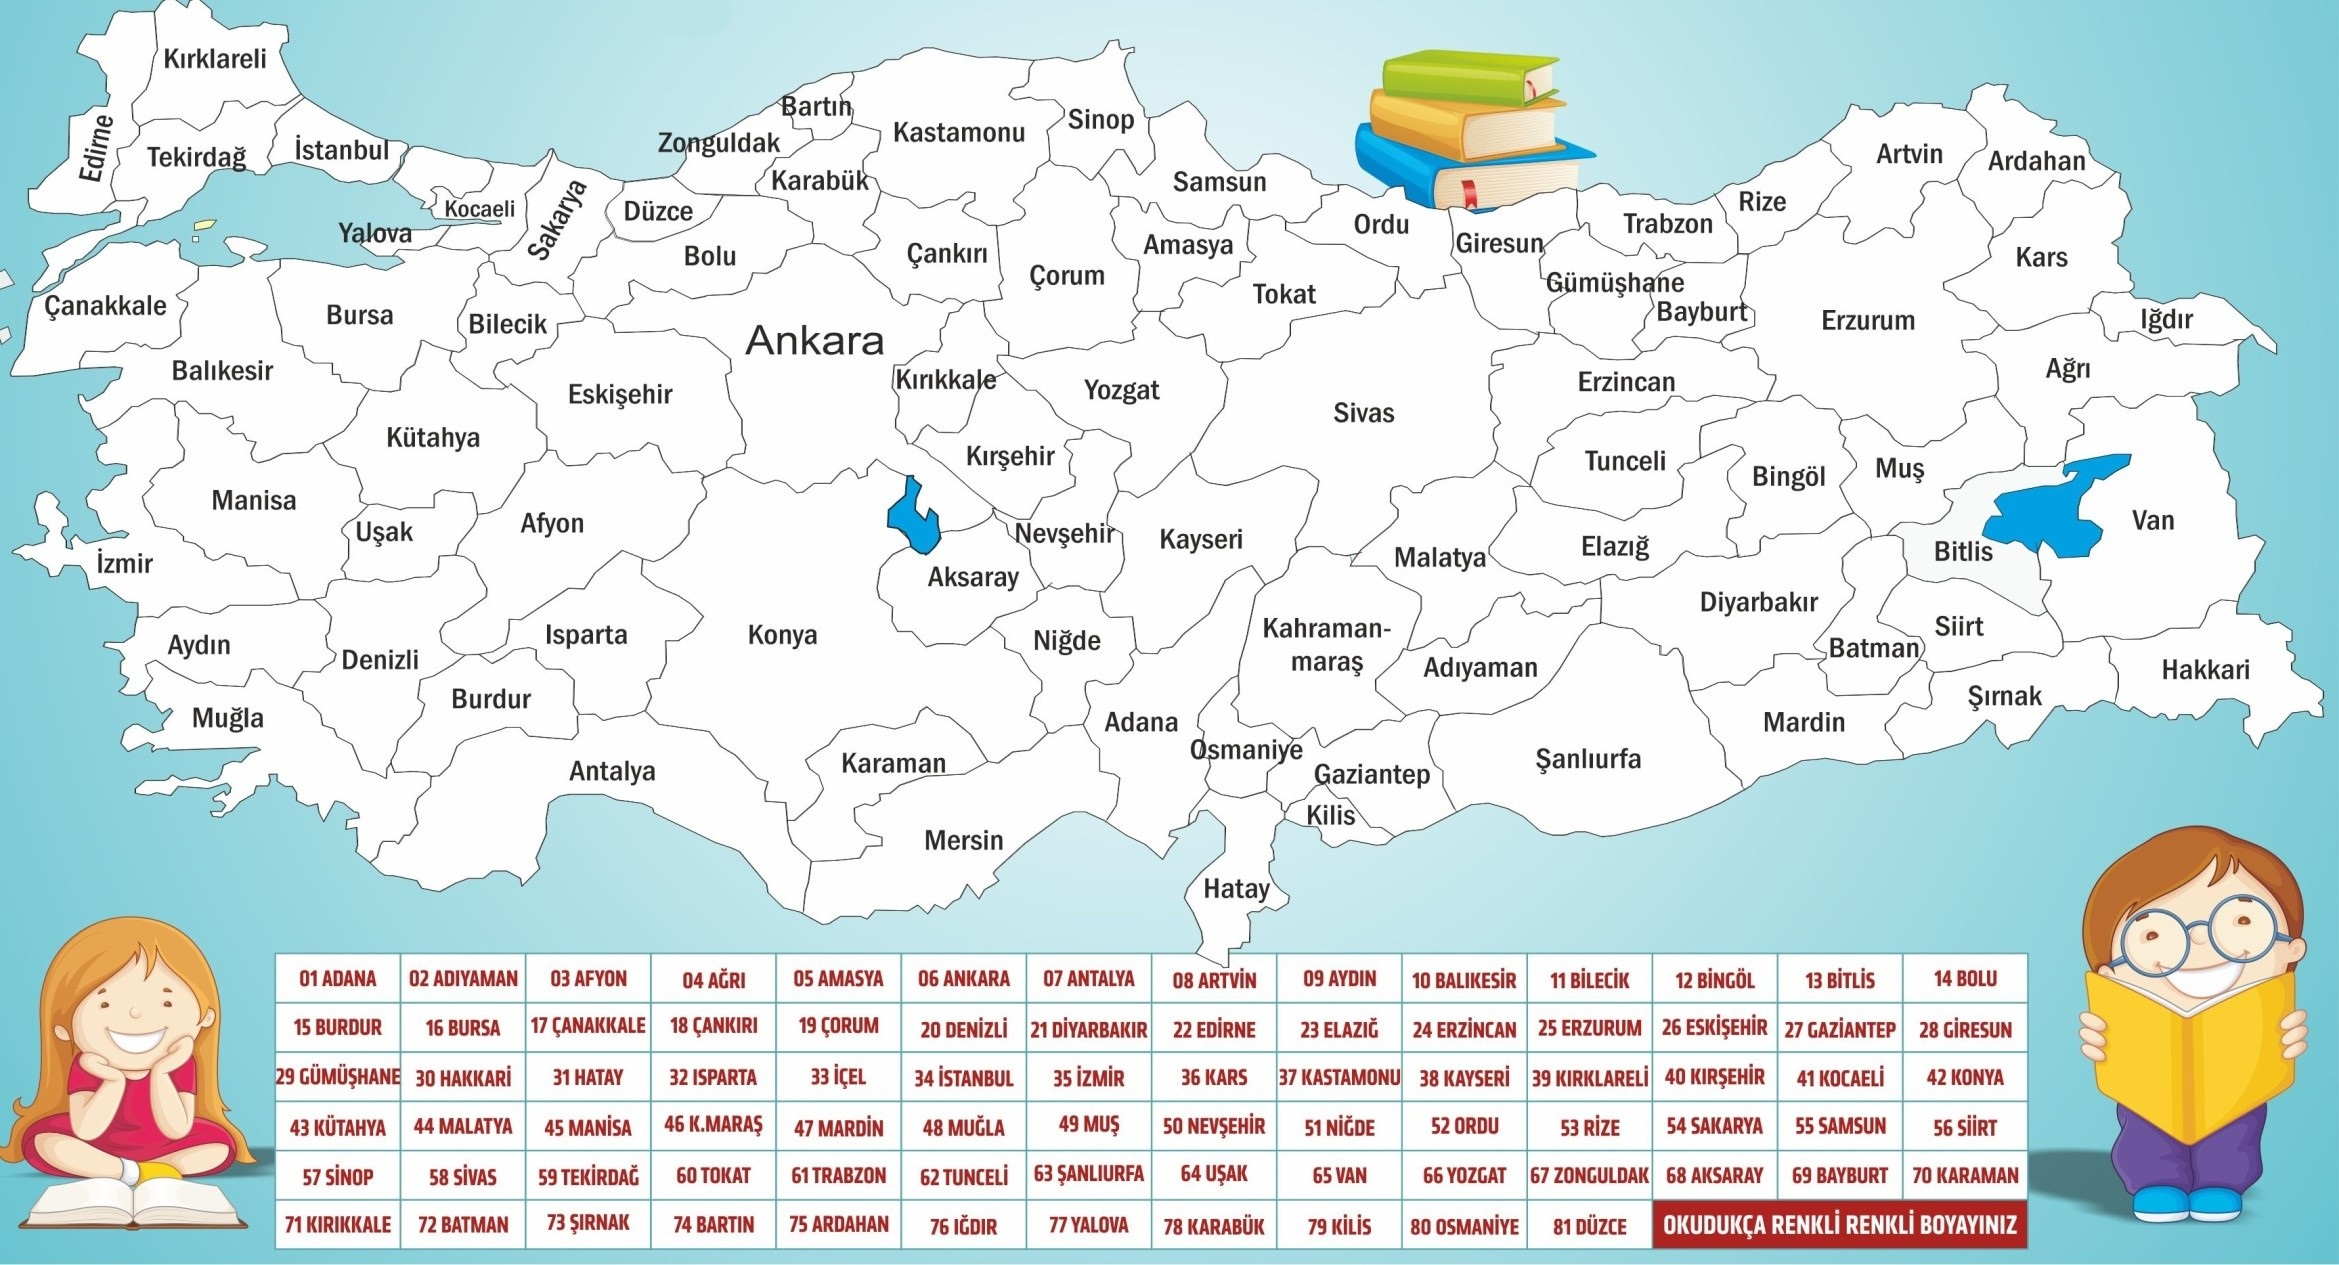 Kırklareli
Edirne
Tekirdağ
İstanbul
Kocaeli
Yalova
Sakarya
Düzce
Zonguldak
Bartın
Karabük
Kastamonu
Sinop
Samsun
Bolu
Çankırı
Çorum
Amasya
Tokat
Ordu
Giresun
Gümüşhane
Trabzon
Bayburt
Rize
Artvin
Ardahan
Kars
Iğdır
Erzurum
Ağrı
Çanakkale
Balıkesir
Bursa
Bilecik
Eskişehir
Ankara
Kırıkkale
Yozgat
Sivas
Erzincan
Kütahya
Kırşehir
Tunceli
Bingöl
Muş
Manisa
Uşak
Afyon
Nevşehir
Kayseri
Malatya
Elazığ
Bitlis
Van
İzmir
Aksaray
Diyarbakır
Aydın
Denizli
Isparta
Konya
Niğde
Kahraman-
maraş
Adıyaman
Batman
Siirt
Hakkari
Muğla
Burdur
Adana
Osmaniye
Şanlıurfa
Mardin
Şırnak
Antalya
Karaman
Gaziantep
Kilis
Mersin
Hatay
01 ADANA 02 ADIYAMAN 03 AFYON 04 AĞRI 05 AMASYA 06 ANKARA 07 ANTALYA 08 ARTVİN 09 AYDIN 10 BALIKESİR 11 BİLECİK 12 BİNGÖL 13 BİTLİS 14 BOLU
15 BURDUR 16 BURSA 17 ÇANAKKALE 18 ÇANKIRI 19 ÇORUM 20 DENİZLİ 21 DİYARBAKIR 22 EDİRNE 23 ELAZIĞ 24 ERZİNCAN 25 ERZURUM 26 ESKİŞEHİR 27 GAZİANTEP 28 GİRESUN
29 GÜMÜŞHANE 30 HAKKARİ 31 HATAY 32 ISPARTA 33 İÇEL 34 İSTANBUL 35 İZMİR 36 KARS 37 KASTAMONU 38 KAYSERİ 39 KIRKLARELİ 40 KIRŞEHİR 41 KOCAELİ 42 KONYA
43 KÜTAHYA 44 MALATYA 45 MANİSA 46 K.MARAŞ 47 MARDİN 48 MUĞLA 49 MUŞ 50 NEVŞEHİR 51 NİĞDE 52 ORDU 53 RİZE 54 SAKARYA 55 SAMSUN 56 SİİRT
57 SİNOP 58 SİVAS 59 TEKİRDAĞ 60 TOKAT 61 TRABZON 62 TUNCELİ 63 ŞANLIURFA 64 UŞAK 65 VAN 66 YOZGAT 67 ZONGULDAK 68 AKSARAY 69 BAYBURT 70 KARAMAN
71 KIRIKKALE 72 BATMAN 73 ŞIRNAK 74 BARTIN 75 ARDAHAN 76 IĞDIR 77 YALOVA 78 KARABÜK 79 KİLİS 80 OSMANİYE 81 DÜZCE OKUDUKÇA RENKLİ RENKLİ BOYAYINIZ